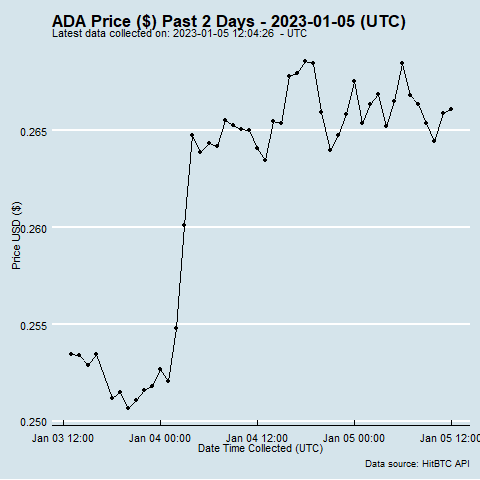 ADA Price ($) Past 2 Days - 2023-01-05 (UTC)
Latest data collected on: 2023-01-05 12:04:26 - UTC
0.265
0.260
0.255
0.250
Price USD ($)
Jan 03 12:00 Jan 04 00:00 Jan 04 12:00 Jan 05 00:00 Jan 05 12:00
Date Time Collected (UTC)
Data source: HitBTC API